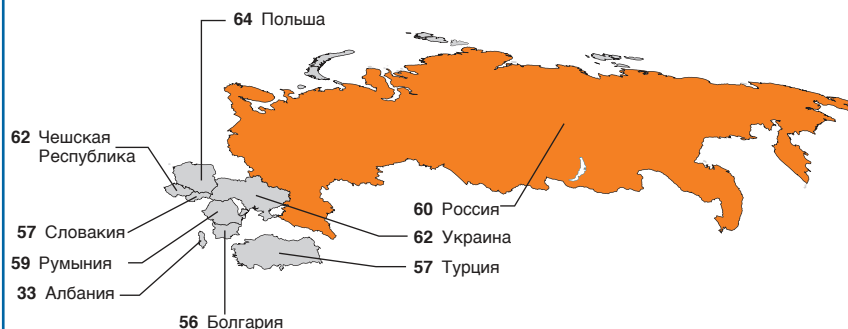 64 Польша
62 Чешская
Республика
57 Словакия
59 Румыния
33 Албания
56 Болгария
60 Россия
62 Украина
57 Турция